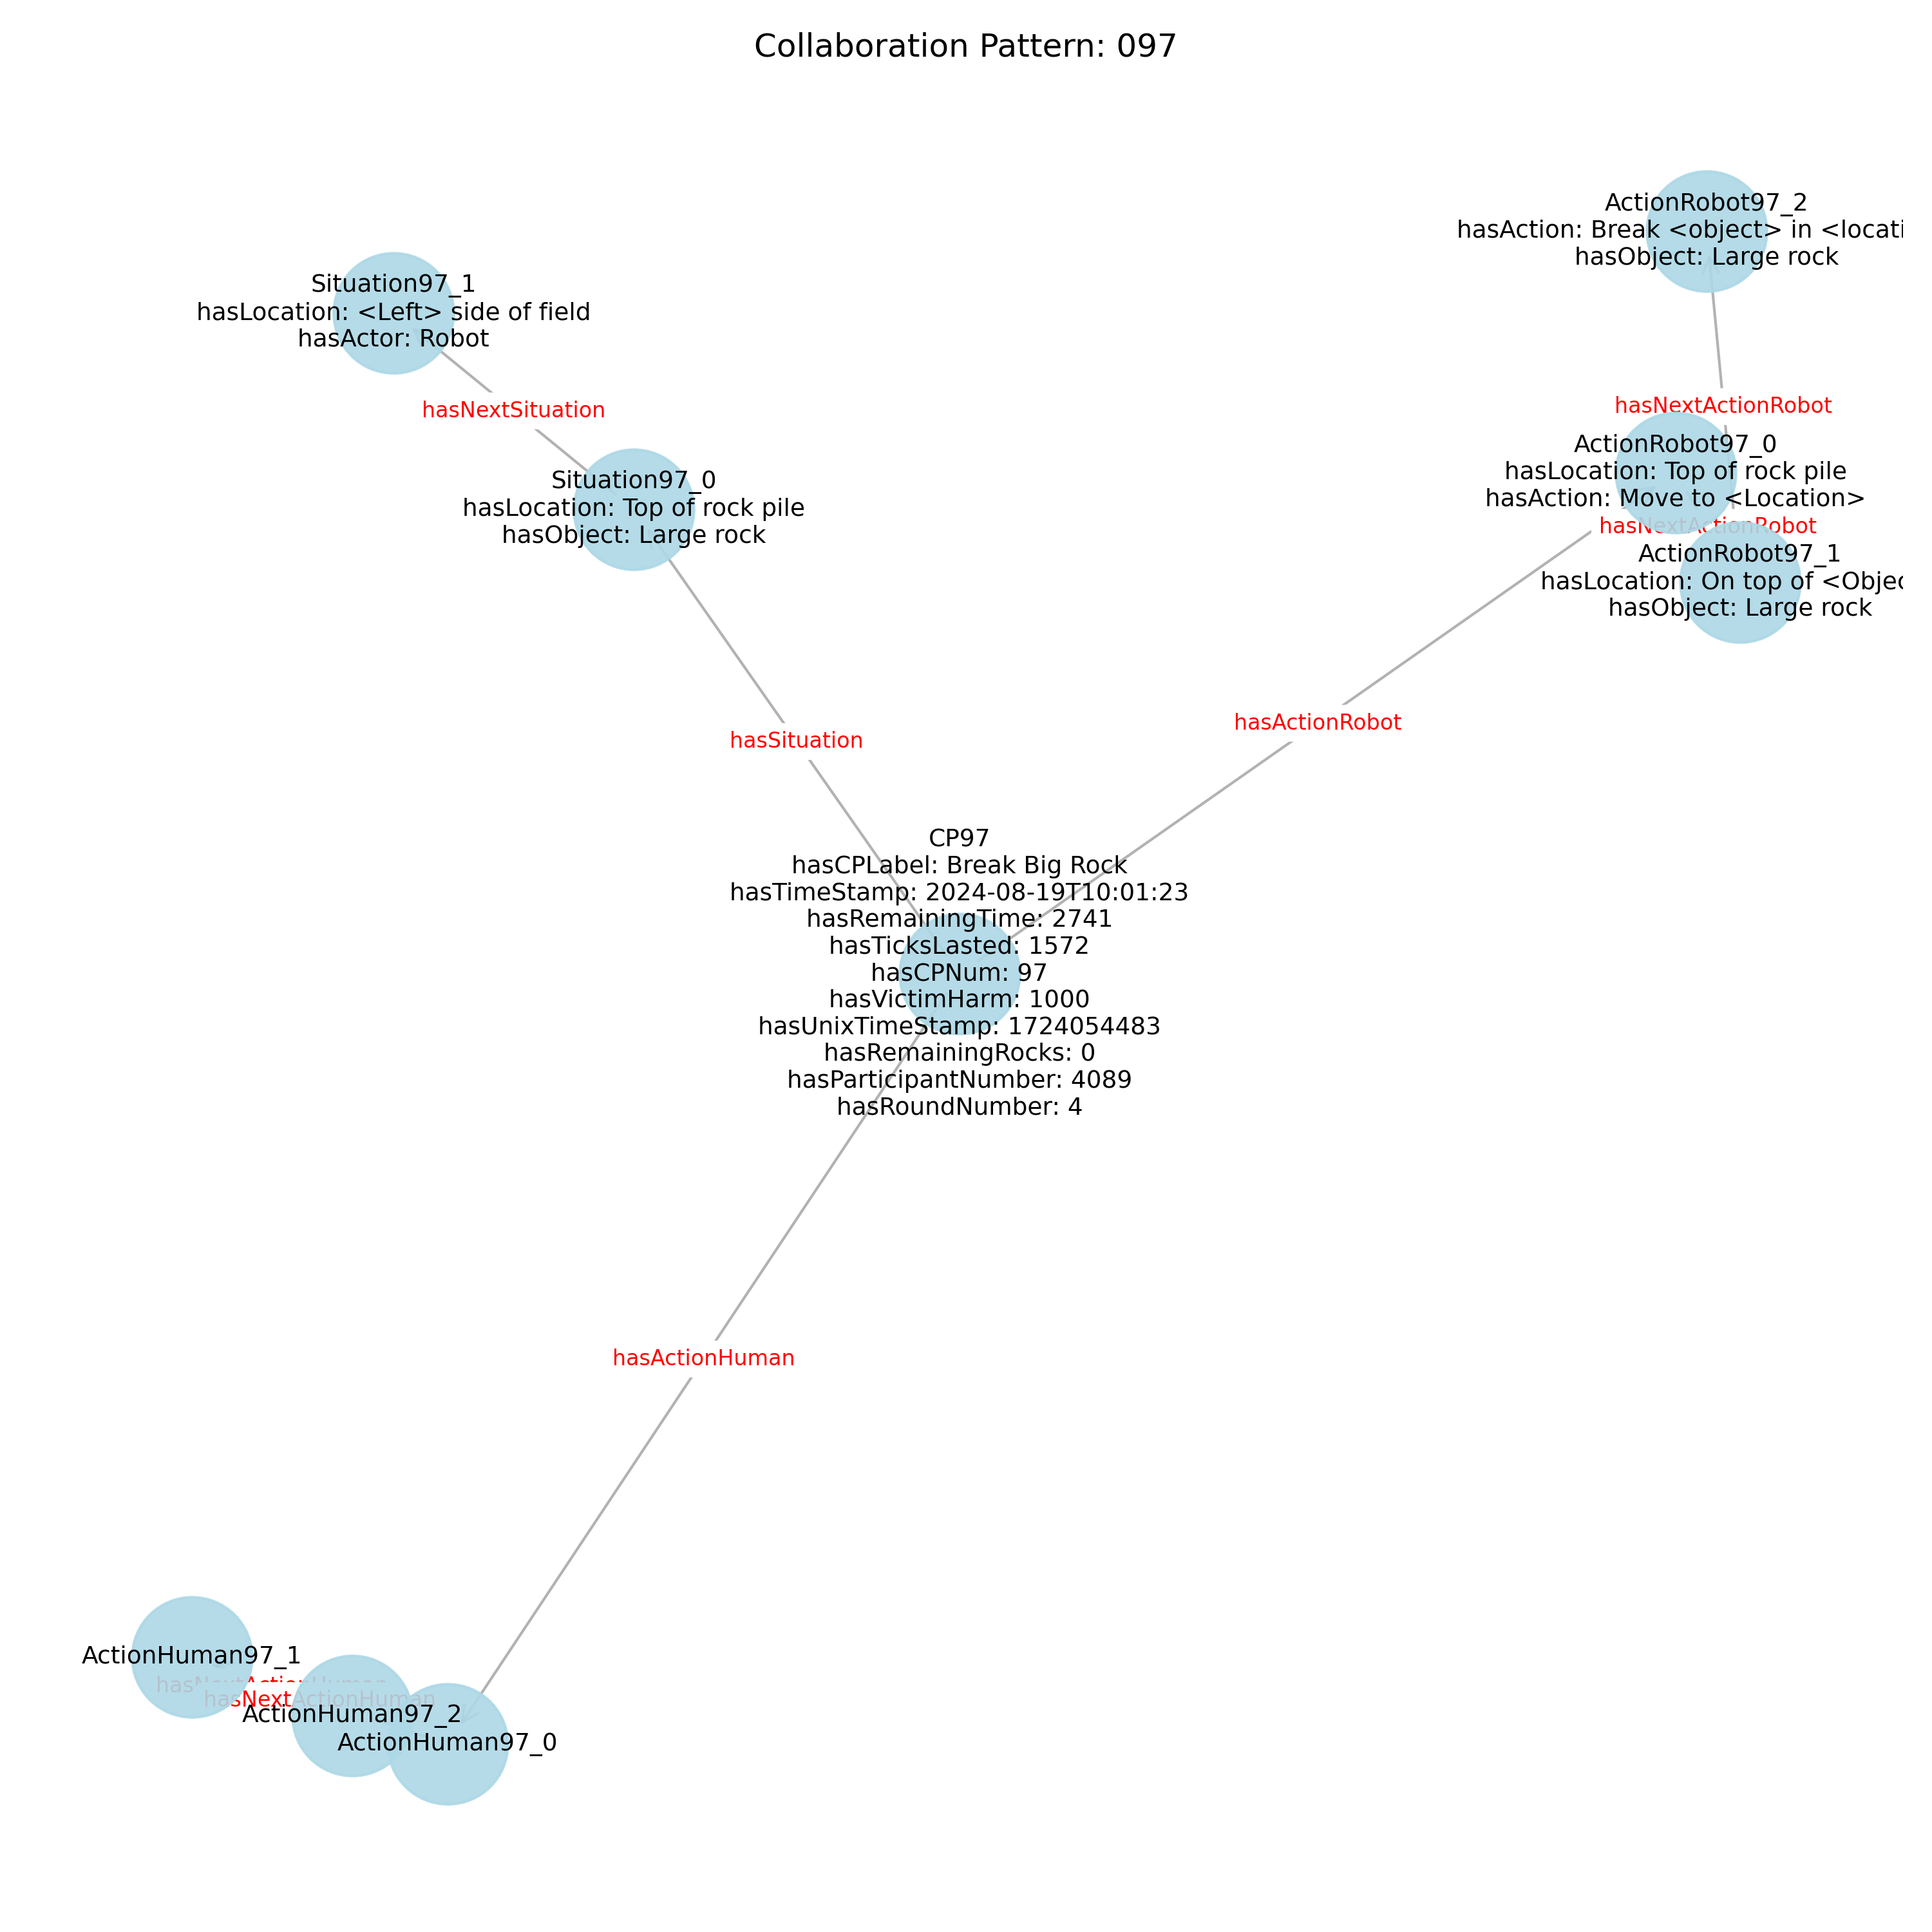 Collaboration Pattern: 097
ActionRobot97_2
hasAction: Break <object> in <locati
hasObject: Large rock
Situation97_1
hasLocation: <Left> side of field
hasActor: Robot
hasNextSituation
hasNextActionRobot
ActionRobot97_0
hasLocation: Top of rock pile
hasAction: Move to <Location>
Situation97_0
hasLocation: Top of rock pile
hasObject: Large rock
hasNextActionRobot
ActionRobot97_1
hasLocation: On top of <Objec
hasObject: Large rock
hasSituation
hasActionRobot
CP97
hasCPLabel: Break Big Rock
hasTimeStamp: 2024-08-19T10:01:23
hasRemainingTime: 2741
hasTicksLasted: 1572
hasCPNum: 97
hasVictimHarm: 1000
hasUnixTimeStamp: 1724054483
hasRemainingRocks: 0
hasParticipantNumber: 4089
hasRoundNumber: 4
hasActionHuman
ActionHuman97_1
hasNextActionHuman
hasNextActionHuman
ActionHuman97_2
ActionHuman97_0